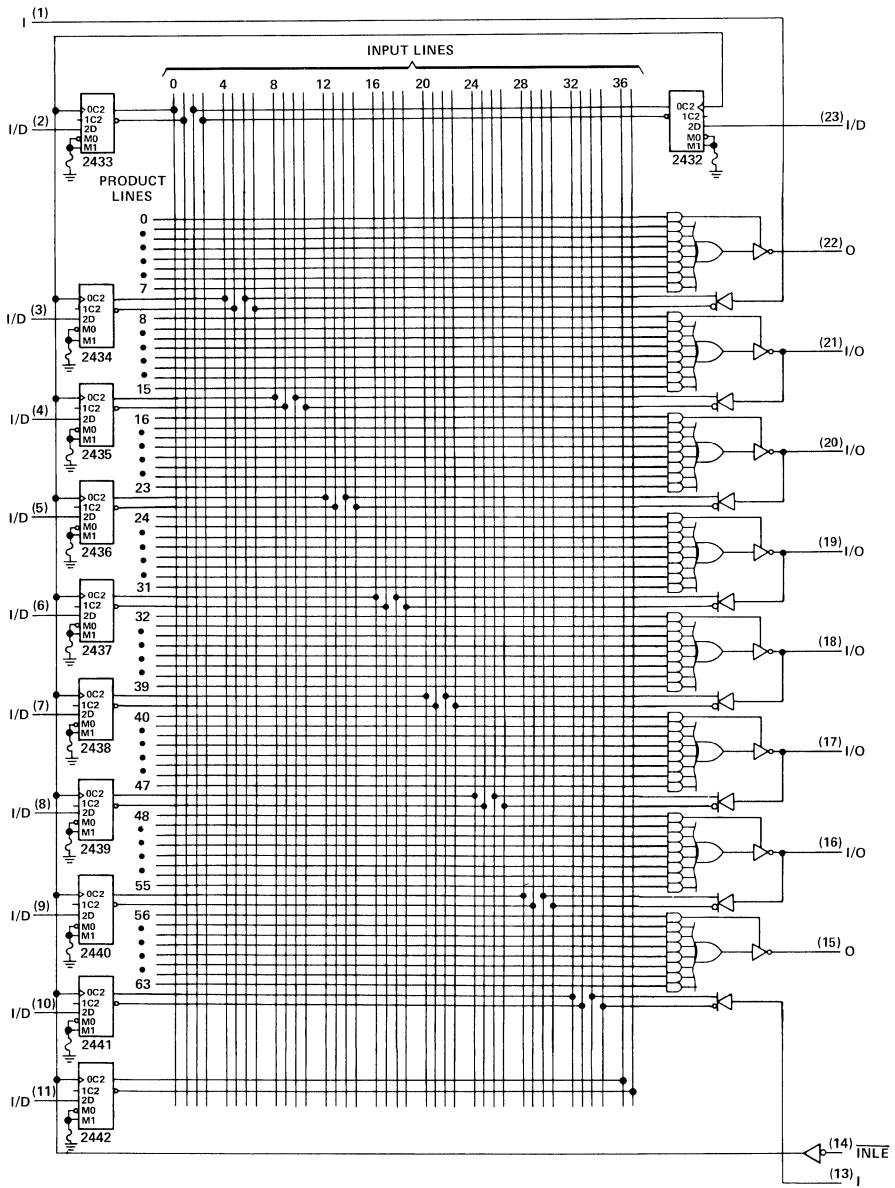 (1)
I
INPUT LINES
0 4 8 12 16 20 24 28 32 36
0C2
1C2
2D
M0
M1
(2)
I/D
2433
0C2
1C2
2D
M0
M1
(23)
I/D
2432
PRODUCT
LINES
0
(22)
O
7
0C2
1C2
2D
M0
M1
(3)
I/D
2434
8
(21)
I/O
15
0C2
1C2
2D
M0
M1
(4)
I/D
2435
16
(20)
I/O
23
0C2
1C2
2D
M0
M1
(5)
I/D
2436
24
(19)
I/O
31
0C2
1C2
2D
M0
M1
(6)
I/D
2437
32
(18)
I/O
39
0C2
1C2
2D
M0
M1
(7)
I/D
2438
40
(17)
I/O
47
0C2
1C2
2D
M0
M1
(8)
I/D
2439
48
(16)
I/O
55
0C2
1C2
2D
M0
M1
(9)
I/D
2440
56
(15)
O
63
0C2
1C2
2D
M0
M1
(10)
I/D
2441
0C2
1C2
2D
M0
M1
(11)
I/D
2442
(14)
INLE
(13)
I